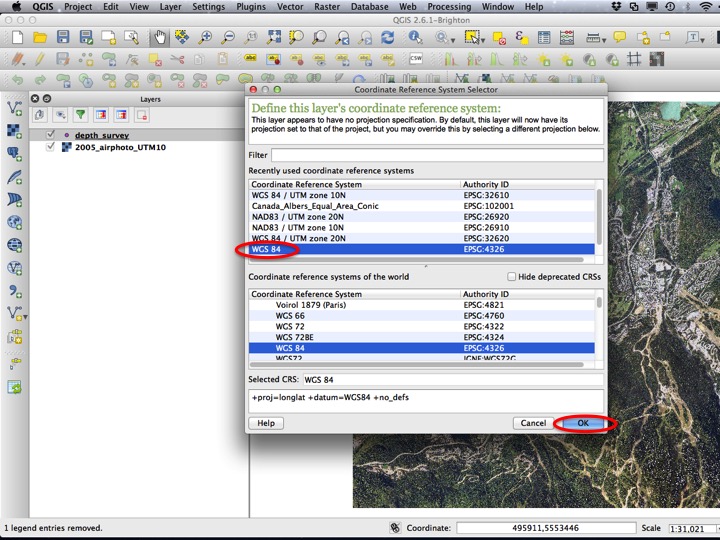 QGIS Project Edit View Layer Settings Plugins Vector Raster Database Web Processing Window Help
QGIS 2.6.1-Brighton
CSW
Layers
depth_survey
2005_airphoto_UTM10
Coordinate Reference System Selector
Define this layer's coordinate reference system:
This layer appears to have no projection specification. By default, this layer will now have its
projection set to that of the project, but you may override this by selecting a different projection below.
Filter
Recently used coordinate reference systems
Coordinate Reference System Authority ID
WGS 84 / UTM zone 10N EPSG:32610
Canada_Albers_Equal_Area_Conic EPSG:102001
NAD83 / UTM zone 20N EPSG:26920
NAD83 / UTM zone 10N EPSG:26910
WGS 84 / UTM zone 20N EPSG:32620
WGS 84 EPSG:4326
Coordinate reference systems of the world Hide deprecated CRSs
Coordinate Reference System Authority ID
Voirol 1879 (Paris) EPSG:4821
WGS 66 EPSG:4760
WGS 72 EPSG:4322
WGS 72BE EPSG:4324
WGS 84 EPSG:4326
WGS72 IGNF:WGS72G
Selected CRS: WGS 84
+proj=longlat +datum=WGS84 +no_defs
Help Cancel OK
1 legend entries removed. Coordinate: 495911,5553446 Scale 1:31,021